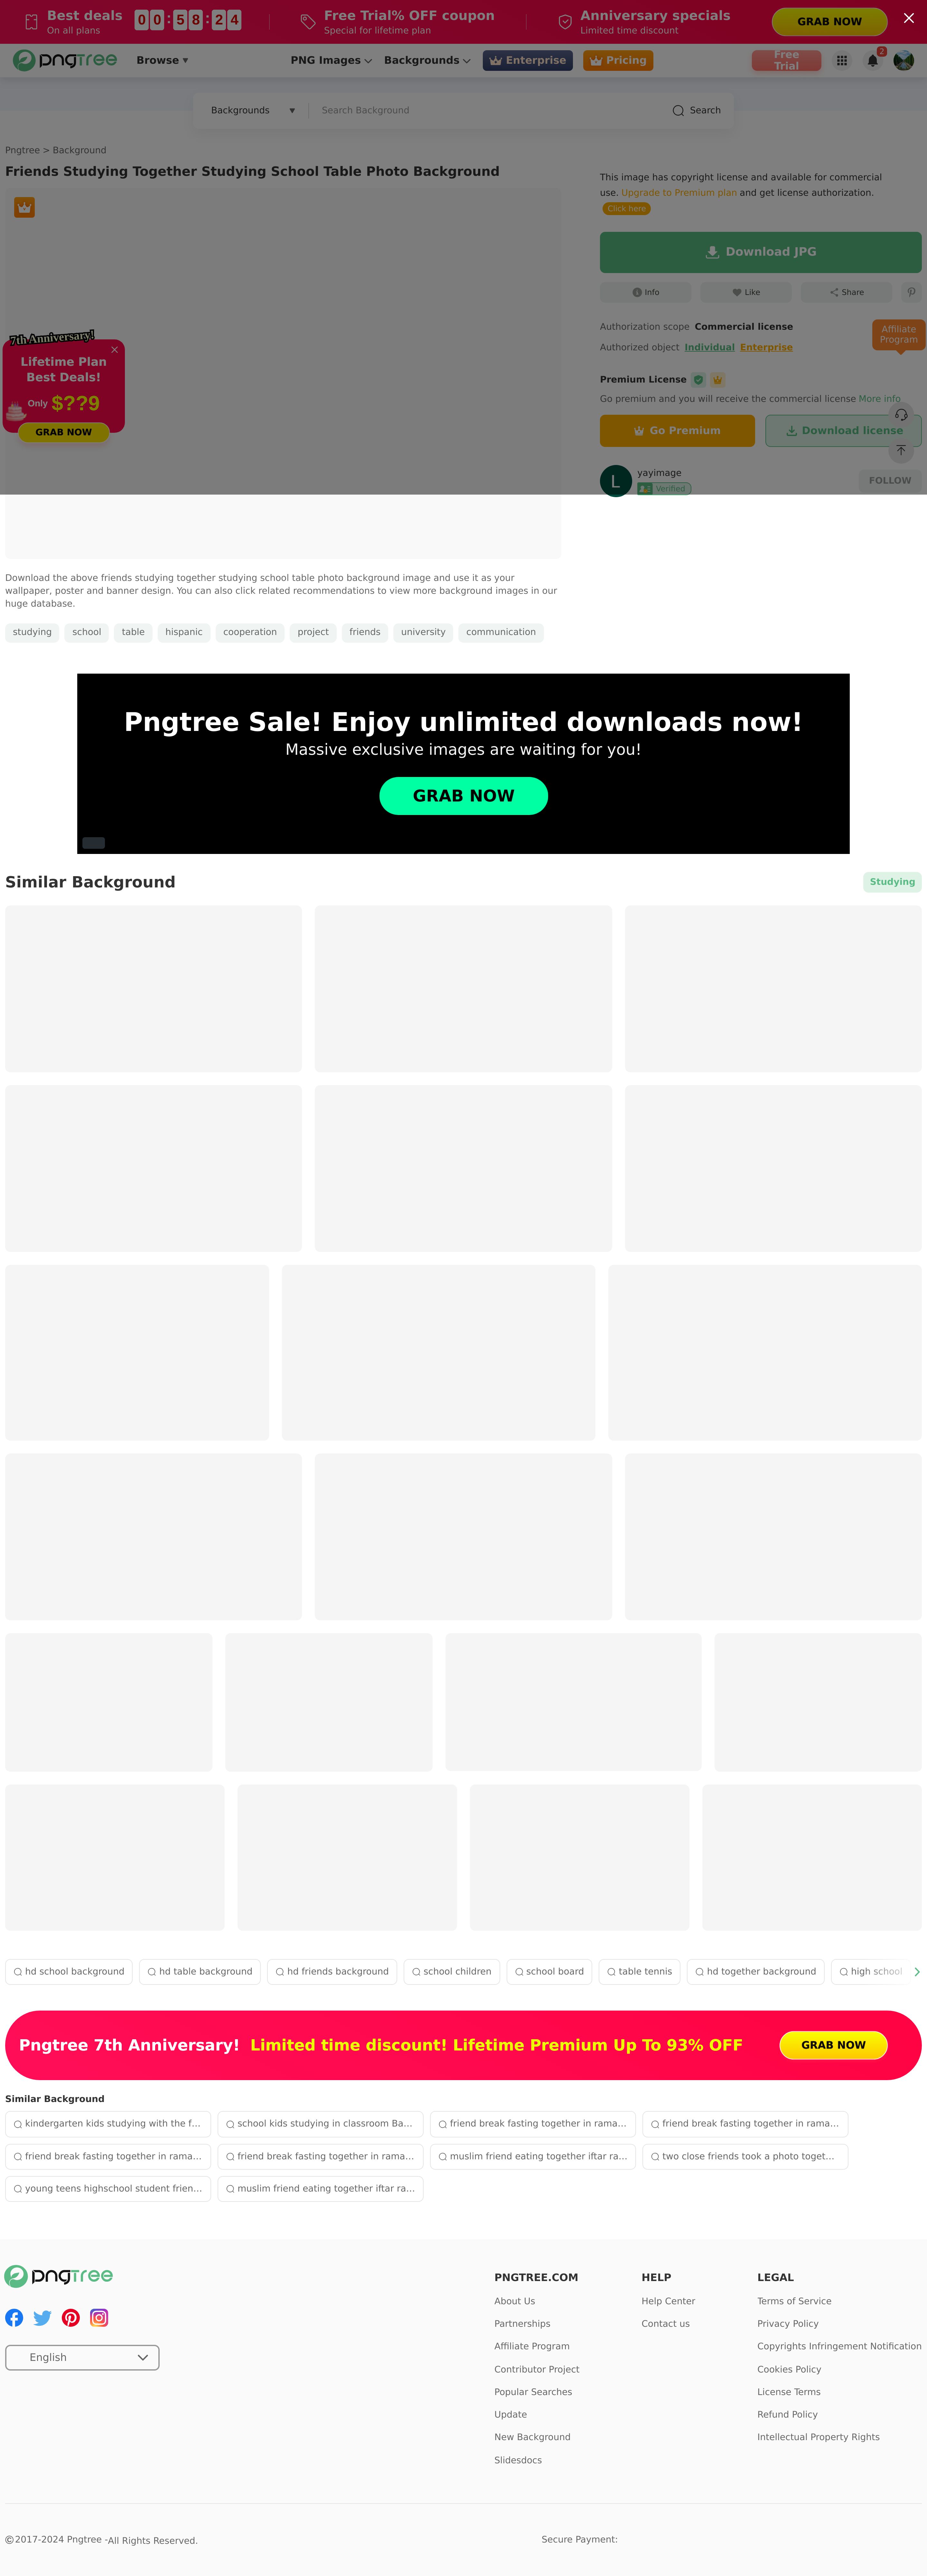 Best deals
On all plans
00:58:24
Free Trial% OFF coupon
Special for lifetime plan
Anniversary specials
Limited time discount
GRAB NOW
pngtree
Browse
PNG Images
Backgrounds
Enterprise
Pricing
Free Trial
2
Backgrounds
Search Background
Search
Pngtree > Background
Friends Studying Together Studying School Table Photo Background
7th Anniversary!
Lifetime Plan
Best Deals!
Only $??9
GRAB NOW
This image has copyright license and available for commercial
use. Upgrade to Premium plan and get license authorization.
Click here
Download JPG
Info
Like
Share
Authorization scope Commercial license
Authorized object Individual Enterprise
Affiliate
Program
Premium License
Go premium and you will receive the commercial license More info
Go Premium
Download license
L
yayimage
Verified
FOLLOW
Download the above friends studying together studying school table photo background image and use it as your
wallpaper, poster and banner design. You can also click related recommendations to view more background images in our
huge database.
studying
school
table
hispanic
cooperation
project
friends
university
communication
Pngtree Sale! Enjoy unlimited downloads now!
Massive exclusive images are waiting for you!
GRAB NOW
Similar Background
Studying
hd school background
hd table background
hd friends background
school children
school board
table tennis
hd together background
high school
Pngtree 7th Anniversary! Limited time discount! Lifetime Premium Up To 93% OFF
GRAB NOW
Similar Background
kindergarten kids studying with the f...
school kids studying in classroom Ba...
friend break fasting together in rama...
friend break fasting together in rama...
friend break fasting together in rama...
friend break fasting together in rama...
muslim friend eating together iftar ra...
two close friends took a photo toget...
young teens highschool student frien...
muslim friend eating together iftar ra...
pngtree
English
PNGTREE.COM
About Us
Partnerships
Affiliate Program
Contributor Project
Popular Searches
Update
New Background
Slidesdocs
HELP
Help Center
Contact us
LEGAL
Terms of Service
Privacy Policy
Copyrights Infringement Notification
Cookies Policy
License Terms
Refund Policy
Intellectual Property Rights
©2017-2024 Pngtree -All Rights Reserved.
Secure Payment: